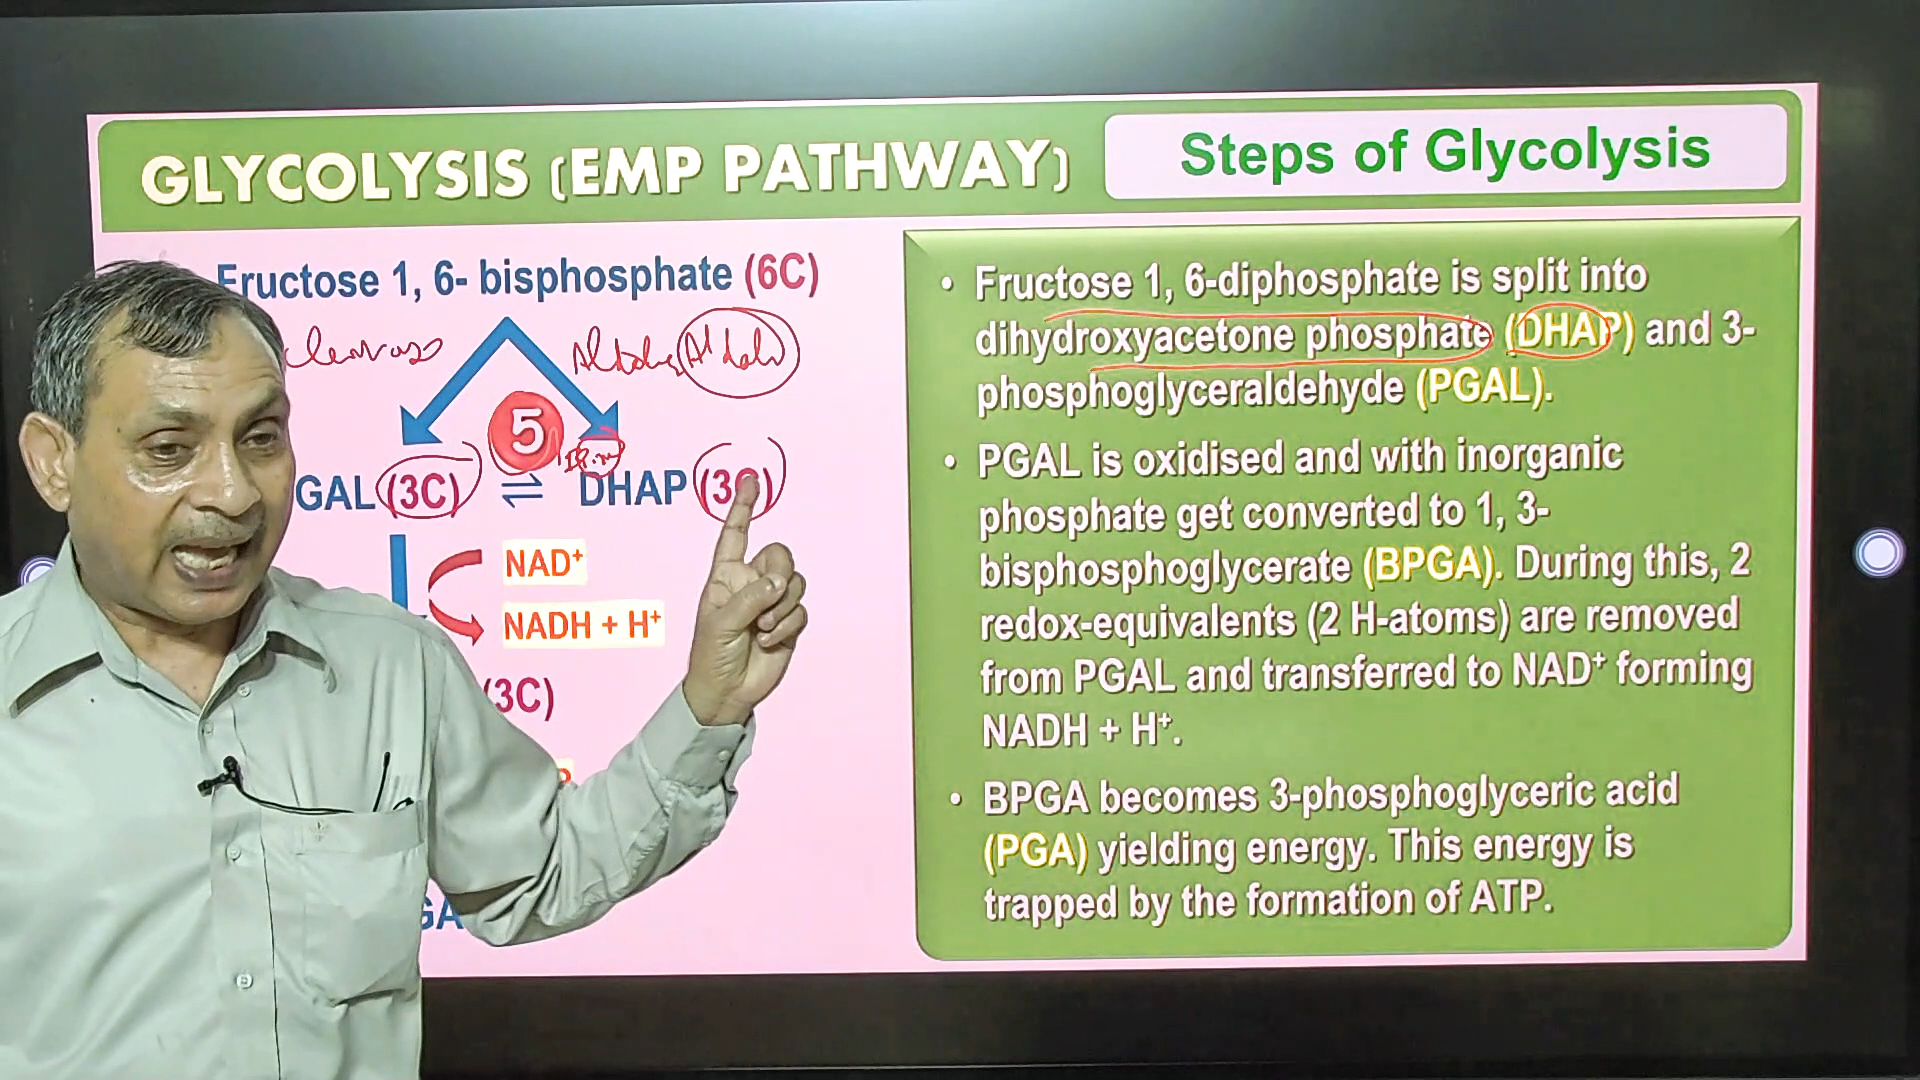 GLYCOLYSIS (EMP PATHWAY)
Steps of Glycolysis
Fructose 1, 6- bisphosphate (6C)
5
GAL (3C) ⇌ DHAP (3C)
NAD⁺
NADH + H⁺
(3C)
GA
• Fructose 1, 6-diphosphate is split into
dihydroxyacetone phosphate (DHAP) and 3-
phosphoglyceraldehyde (PGAL).
• PGAL is oxidised and with inorganic
phosphate get converted to 1, 3-
bisphosphoglycerate (BPGA). During this, 2
redox-equivalents (2 H-atoms) are removed
from PGAL and transferred to NAD⁺ forming
NADH + H⁺.
• BPGA becomes 3-phosphoglyceric acid
(PGA) yielding energy. This energy is
trapped by the formation of ATP.